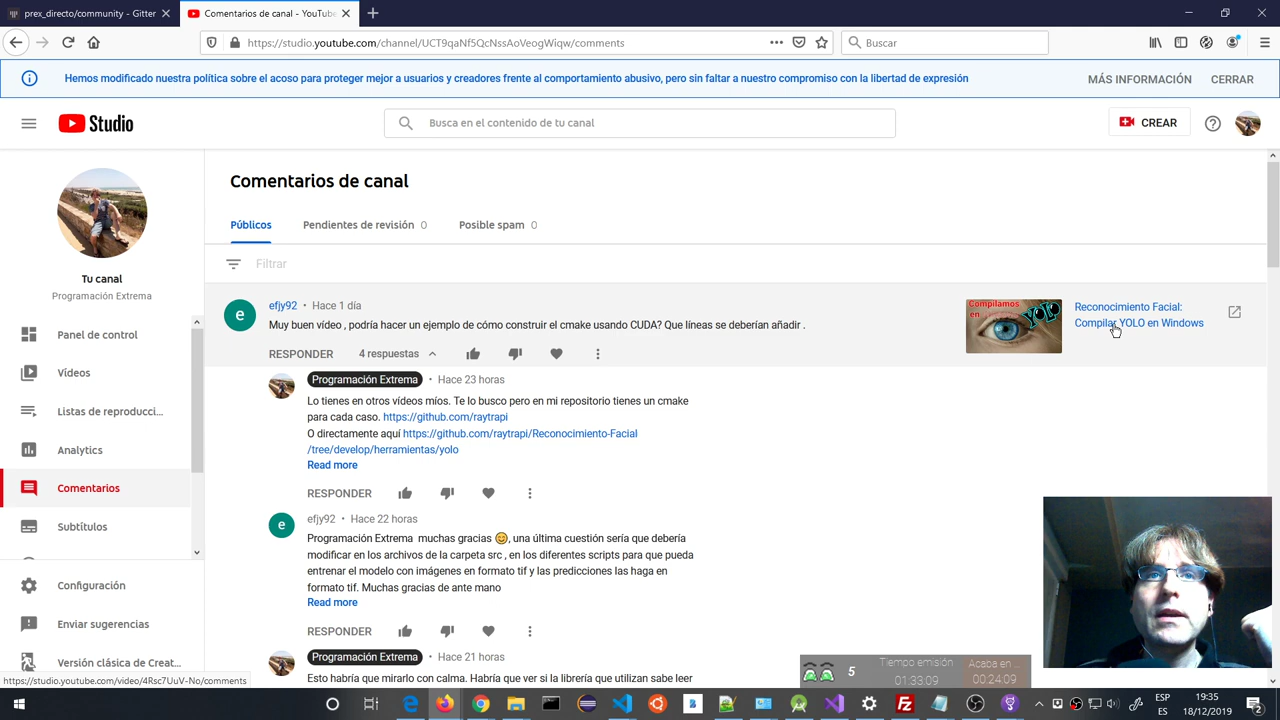 prex_directo/community - Gitter
Comentarios de canal - YouTube
https://studio.youtube.com/channel/UCT9qaNf5QcNssAoVeogWiqw/comments
Buscar
Hemos modificado nuestra política sobre el acoso para proteger mejor a usuarios y creadores frente al comportamiento abusivo, pero sin faltar a nuestro compromiso con la libertad de expresión
MÁS INFORMACIÓN
CERRAR
Studio
Busca en el contenido de tu canal
CREAR
Tu canal
Programación Extrema
Panel de control
Vídeos
Listas de reproducci...
Analytics
Comentarios
Subtítulos
Configuración
Enviar sugerencias
Versión clásica de Creat...
Comentarios de canal
Públicos
Pendientes de revisión 0
Posible spam 0
Filtrar
e
efjy92 • Hace 1 día
Muy buen vídeo , podría hacer un ejemplo de cómo construir el cmake usando CUDA? Que líneas se deberían añadir .
RESPONDER
4 respuestas
Compilamos
en
YOLO
Reconocimiento Facial:
Compilar YOLO en Windows
Programación Extrema • Hace 23 horas
Lo tienes en otros vídeos míos. Te lo busco pero en mi repositorio tienes un cmake
para cada caso. https://github.com/raytrapi
O directamente aquí https://github.com/raytrapi/Reconocimiento-Facial
/tree/develop/herramientas/yolo
Read more
RESPONDER
e
efjy92 • Hace 22 horas
Programación Extrema muchas gracias 😊, una última cuestión sería que debería
modificar en los archivos de la carpeta src , en los diferentes scripts para que pueda
entrenar el modelo con imágenes en formato tif y las predicciones las haga en
formato tif. Muchas gracias de ante mano
Read more
RESPONDER
Programación Extrema • Hace 21 horas
Esto habría que mirarlo con calma. Habría que ver si la librería que utilizan sabe leer
https://studio.youtube.com/video/4Rsc7UuV-No/comments
5
Tiempo emisión
01:33:09
Acaba en ...
00:24:09
ESP
ES
19:35
18/12/2019
2